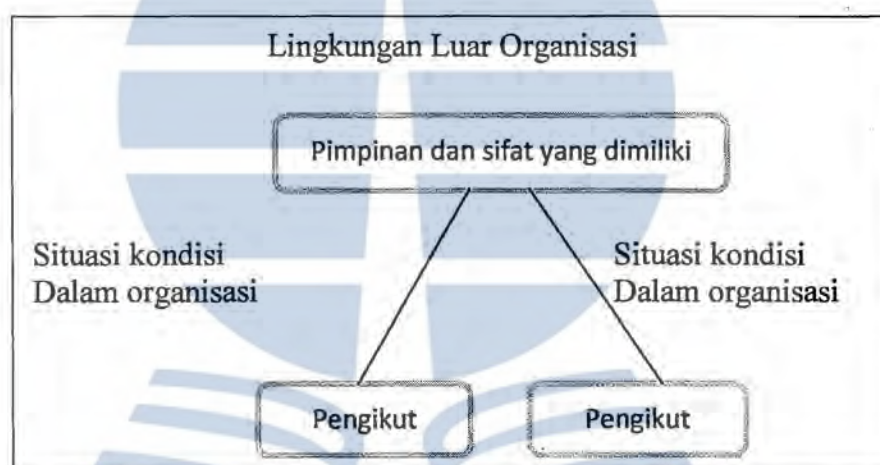 Lingkungan Luar Organisasi
Pimpinan dan sifat yang dimiliki
Situasi kondisi
Dalam organisasi
Situasi kondisi
Dalam organisasi
Pengikut
Pengikut